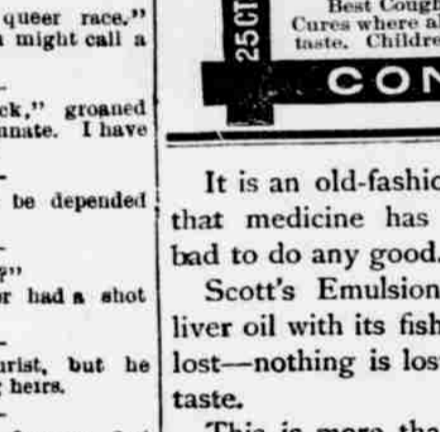 queer race."
might call a
ck," groaned
unate. I have
be depended
?"
r had a shot
urist, but he
heirs.
25 CT
Best Cough
Cures where al
taste. Childre
CON
It is an old-fashio
that medicine has
bad to do any good.
Scott's Emulsion
liver oil with its fish
lost—nothing is los
taste.
This is more tha